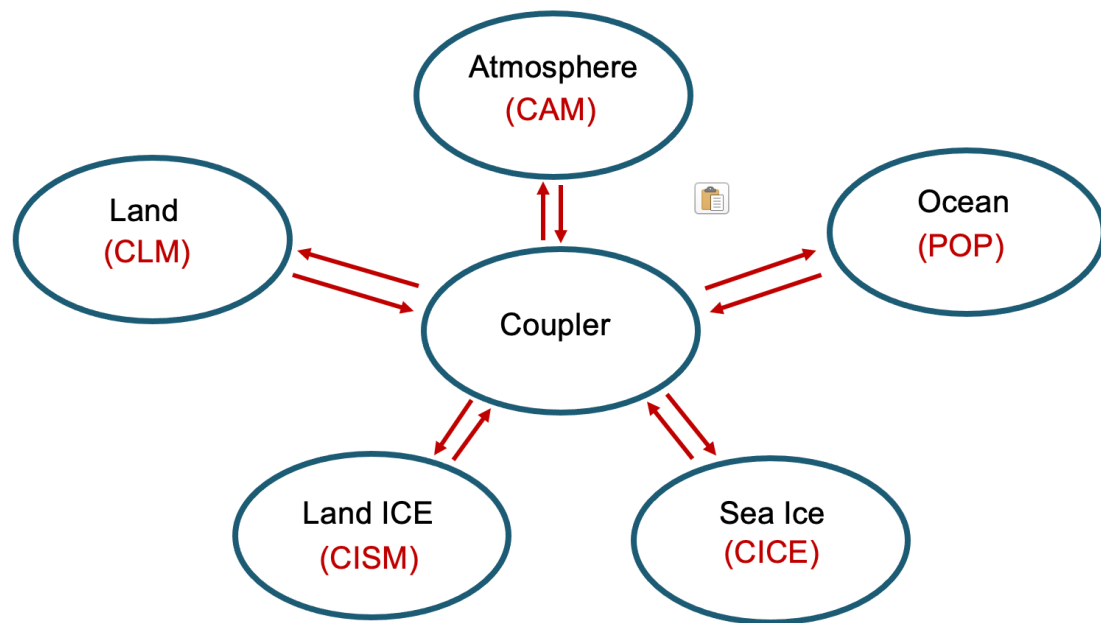 Atmosphere
(CAM)
Land
(CLM)
Ocean
(POP)
Coupler
Land ICE
(CISM)
Sea Ice
(CICE)